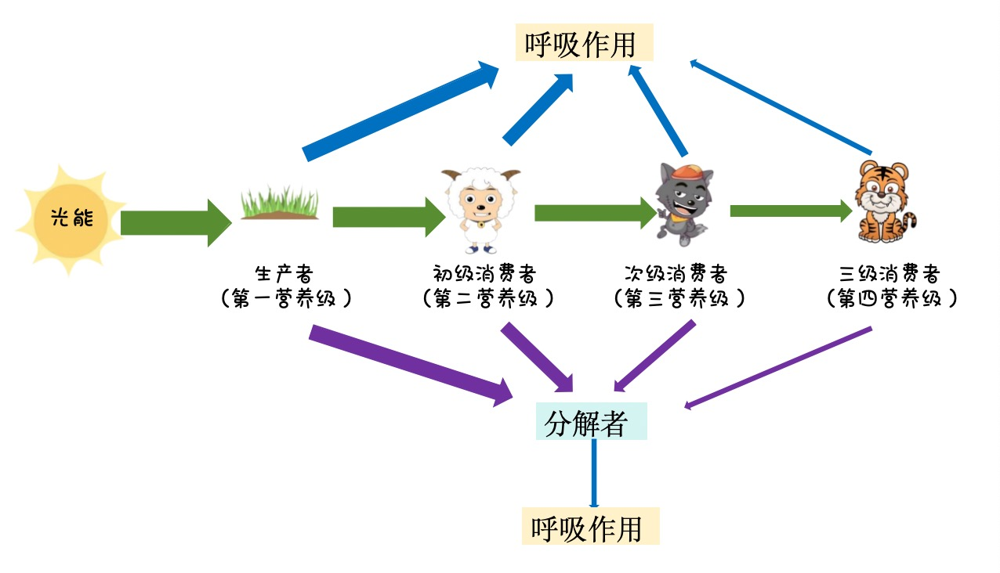 呼吸作用
光能
生产者
（第一营养级）
初级消费者
（第二营养级）
次级消费者
（第三营养级）
三级消费者
（第四营养级）
分解者
呼吸作用